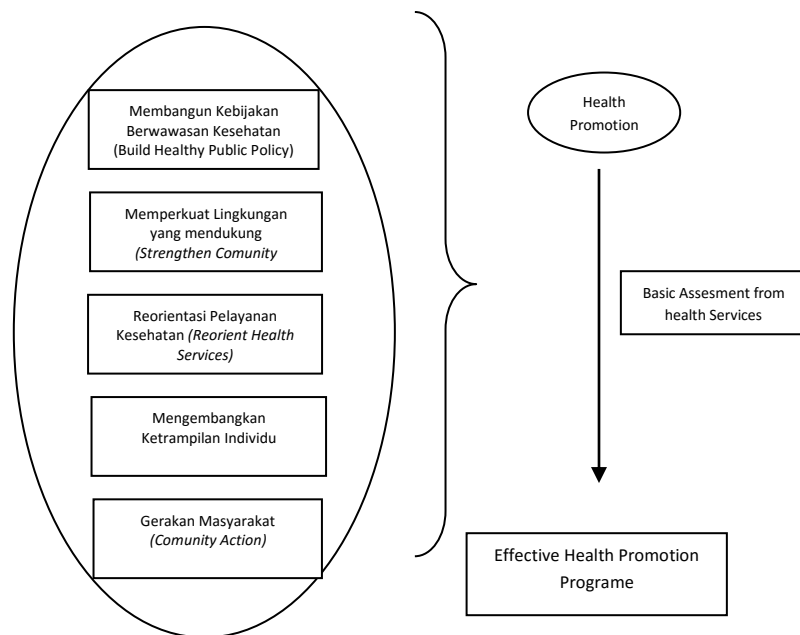 Membangun Kebijakan
Berwawasan Kesehatan
(Build Healthy Public Policy)
Memperkuat Lingkungan
yang mendukung
(Strengthen Comunity
Reorientasi Pelayanan
Kesehatan (Reorient Health
Services)
Mengembangkan
Ketrampilan Individu
Gerakan Masyarakat
(Comunity Action)
Health
Promotion
Basic Assesment from
health Services
Effective Health Promotion
Programe